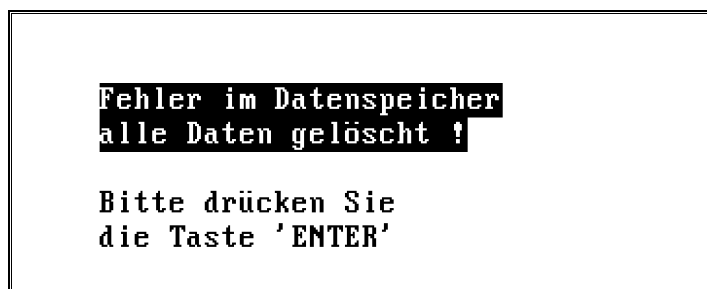 Fehler im Datenspeicher
alle Daten gelöscht !
Bitte drücken Sie
die Taste 'ENTER'